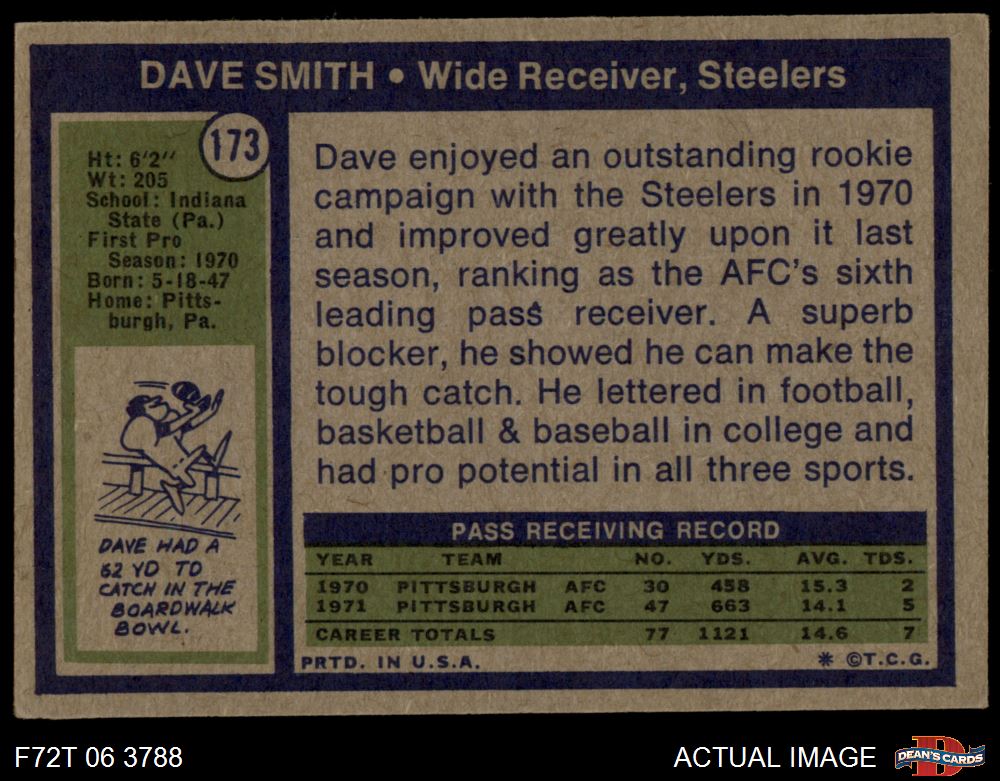 DAVE SMITH • Wide Receiver, Steelers
173
Ht: 6'2"
Wt: 205
School: Indiana
State (Pa.)
First Pro
Season: 1970
Born: 5-18-47
Home: Pitts-
burgh, Pa.
DAVE HAD A
62 YD TD
CATCH IN THE
BOARDWALK
BOWL.
Dave enjoyed an outstanding rookie
campaign with the Steelers in 1970
and improved greatly upon it last
season, ranking as the AFC's sixth
leading pass receiver. A superb
blocker, he showed he can make the
tough catch. He lettered in football,
basketball & baseball in college and
had pro potential in all three sports.
PASS RECEIVING RECORD
YEAR TEAM NO. YDS. AVG. TDS.
1970 PITTSBURGH AFC 30 458 15.3 2
1971 PITTSBURGH AFC 47 663 14.1 5
CAREER TOTALS 77 1121 14.6 7
PRTD. IN U.S.A. * ©T.C.G.
F72T 06 3788 ACTUAL IMAGE
D
DEAN'S CARDS